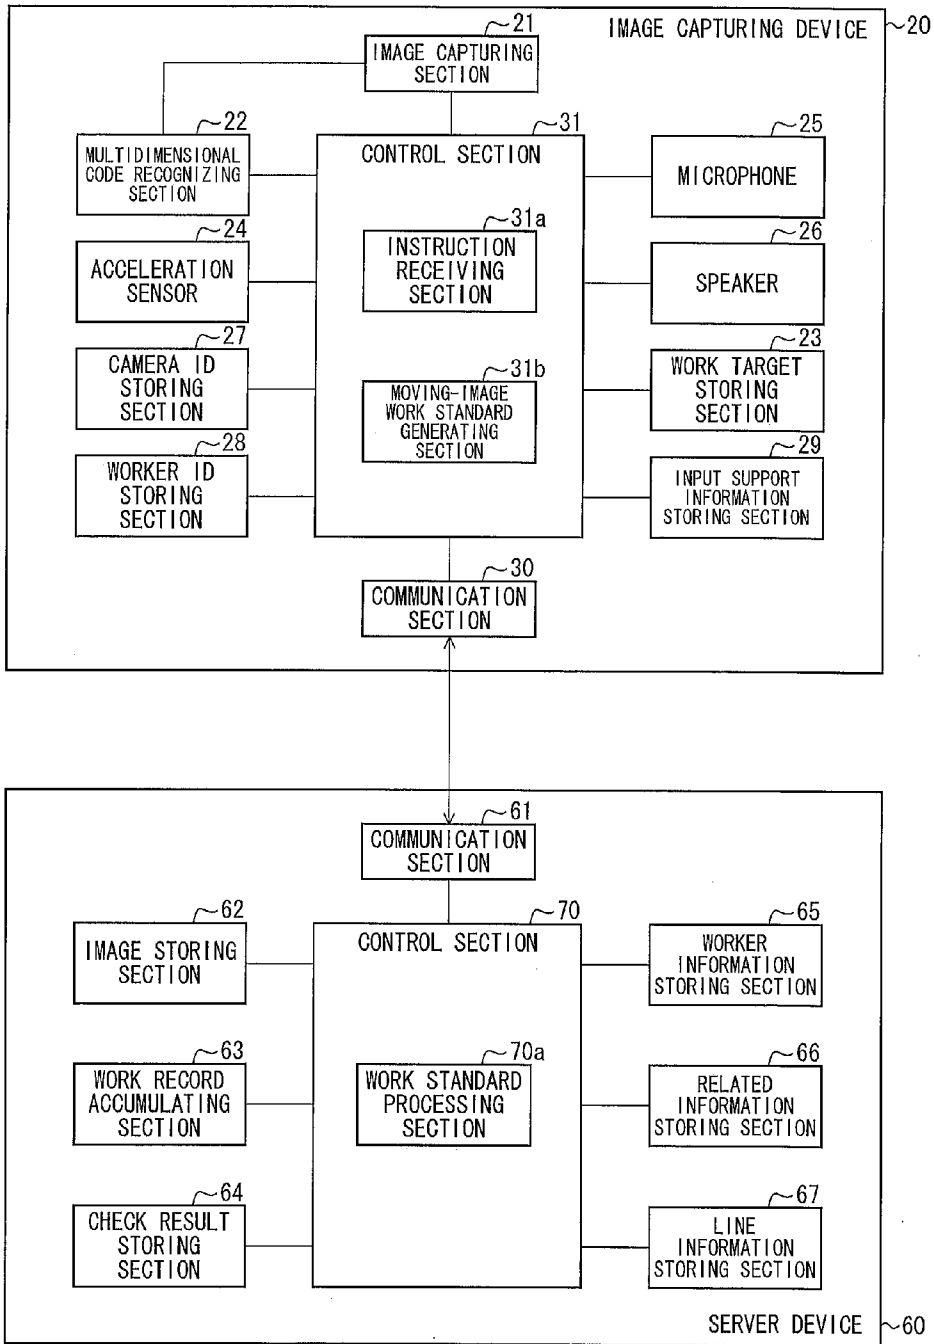 IMAGE CAPTURING DEVICE
20
21
IMAGE CAPTURING
SECTION
22
MULTIDIMENSIONAL
CODE RECOGNIZING
SECTION
31
CONTROL SECTION
25
MICROPHONE
24
ACCELERATION
SENSOR
31a
INSTRUCTION
RECEIVING
SECTION
26
SPEAKER
27
CAMERA ID
STORING
SECTION
31b
MOVING-IMAGE
WORK STANDARD
GENERATING
SECTION
23
WORK TARGET
STORING
SECTION
28
WORKER ID
STORING
SECTION
29
INPUT SUPPORT
INFORMATION
STORING SECTION
30
COMMUNICATION
SECTION
61
COMMUNICATION
SECTION
62
IMAGE STORING
SECTION
70
CONTROL SECTION
65
WORKER
INFORMATION
STORING SECTION
63
WORK RECORD
ACCUMULATING
SECTION
70a
WORK STANDARD
PROCESSING
SECTION
66
RELATED
INFORMATION
STORING SECTION
64
CHECK RESULT
STORING
SECTION
67
LINE
INFORMATION
STORING SECTION
SERVER DEVICE
60